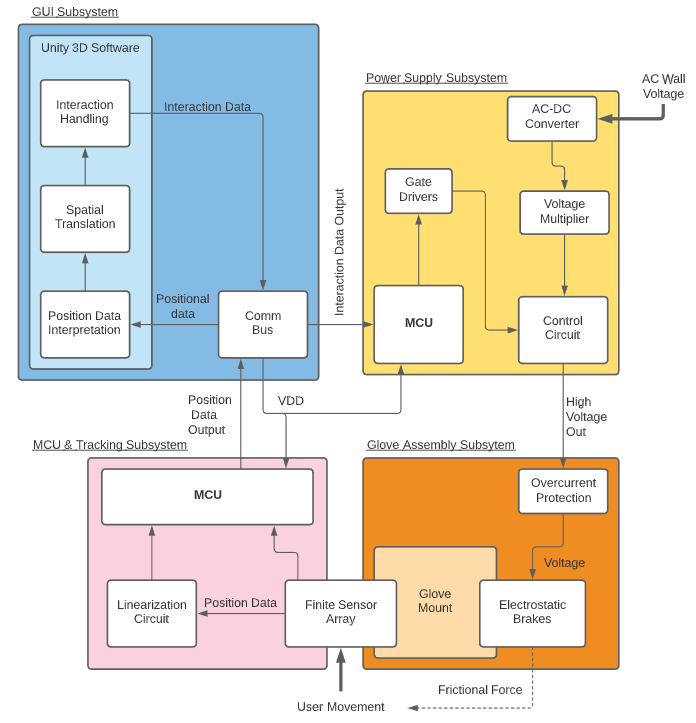 GUI Subsystem
Unity 3D Software
Interaction
Handling
Interaction Data
Spatial
Translation
Position Data
Interpretation
Positional
data
Comm
Bus
Interaction Data Output
Power Supply Subsystem
AC Wall
Voltage
AC-DC
Converter
Gate
Drivers
Voltage
Multiplier
MCU
Control
Circuit
Position
Data
Output
VDD
High
Voltage
Out
MCU & Tracking Subsystem
MCU
Linearization
Circuit
Position Data
Finite Sensor
Array
Glove Assembly Subsytem
Overcurrent
Protection
Voltage
Glove
Mount
Electrostatic
Brakes
Frictional Force
User Movement